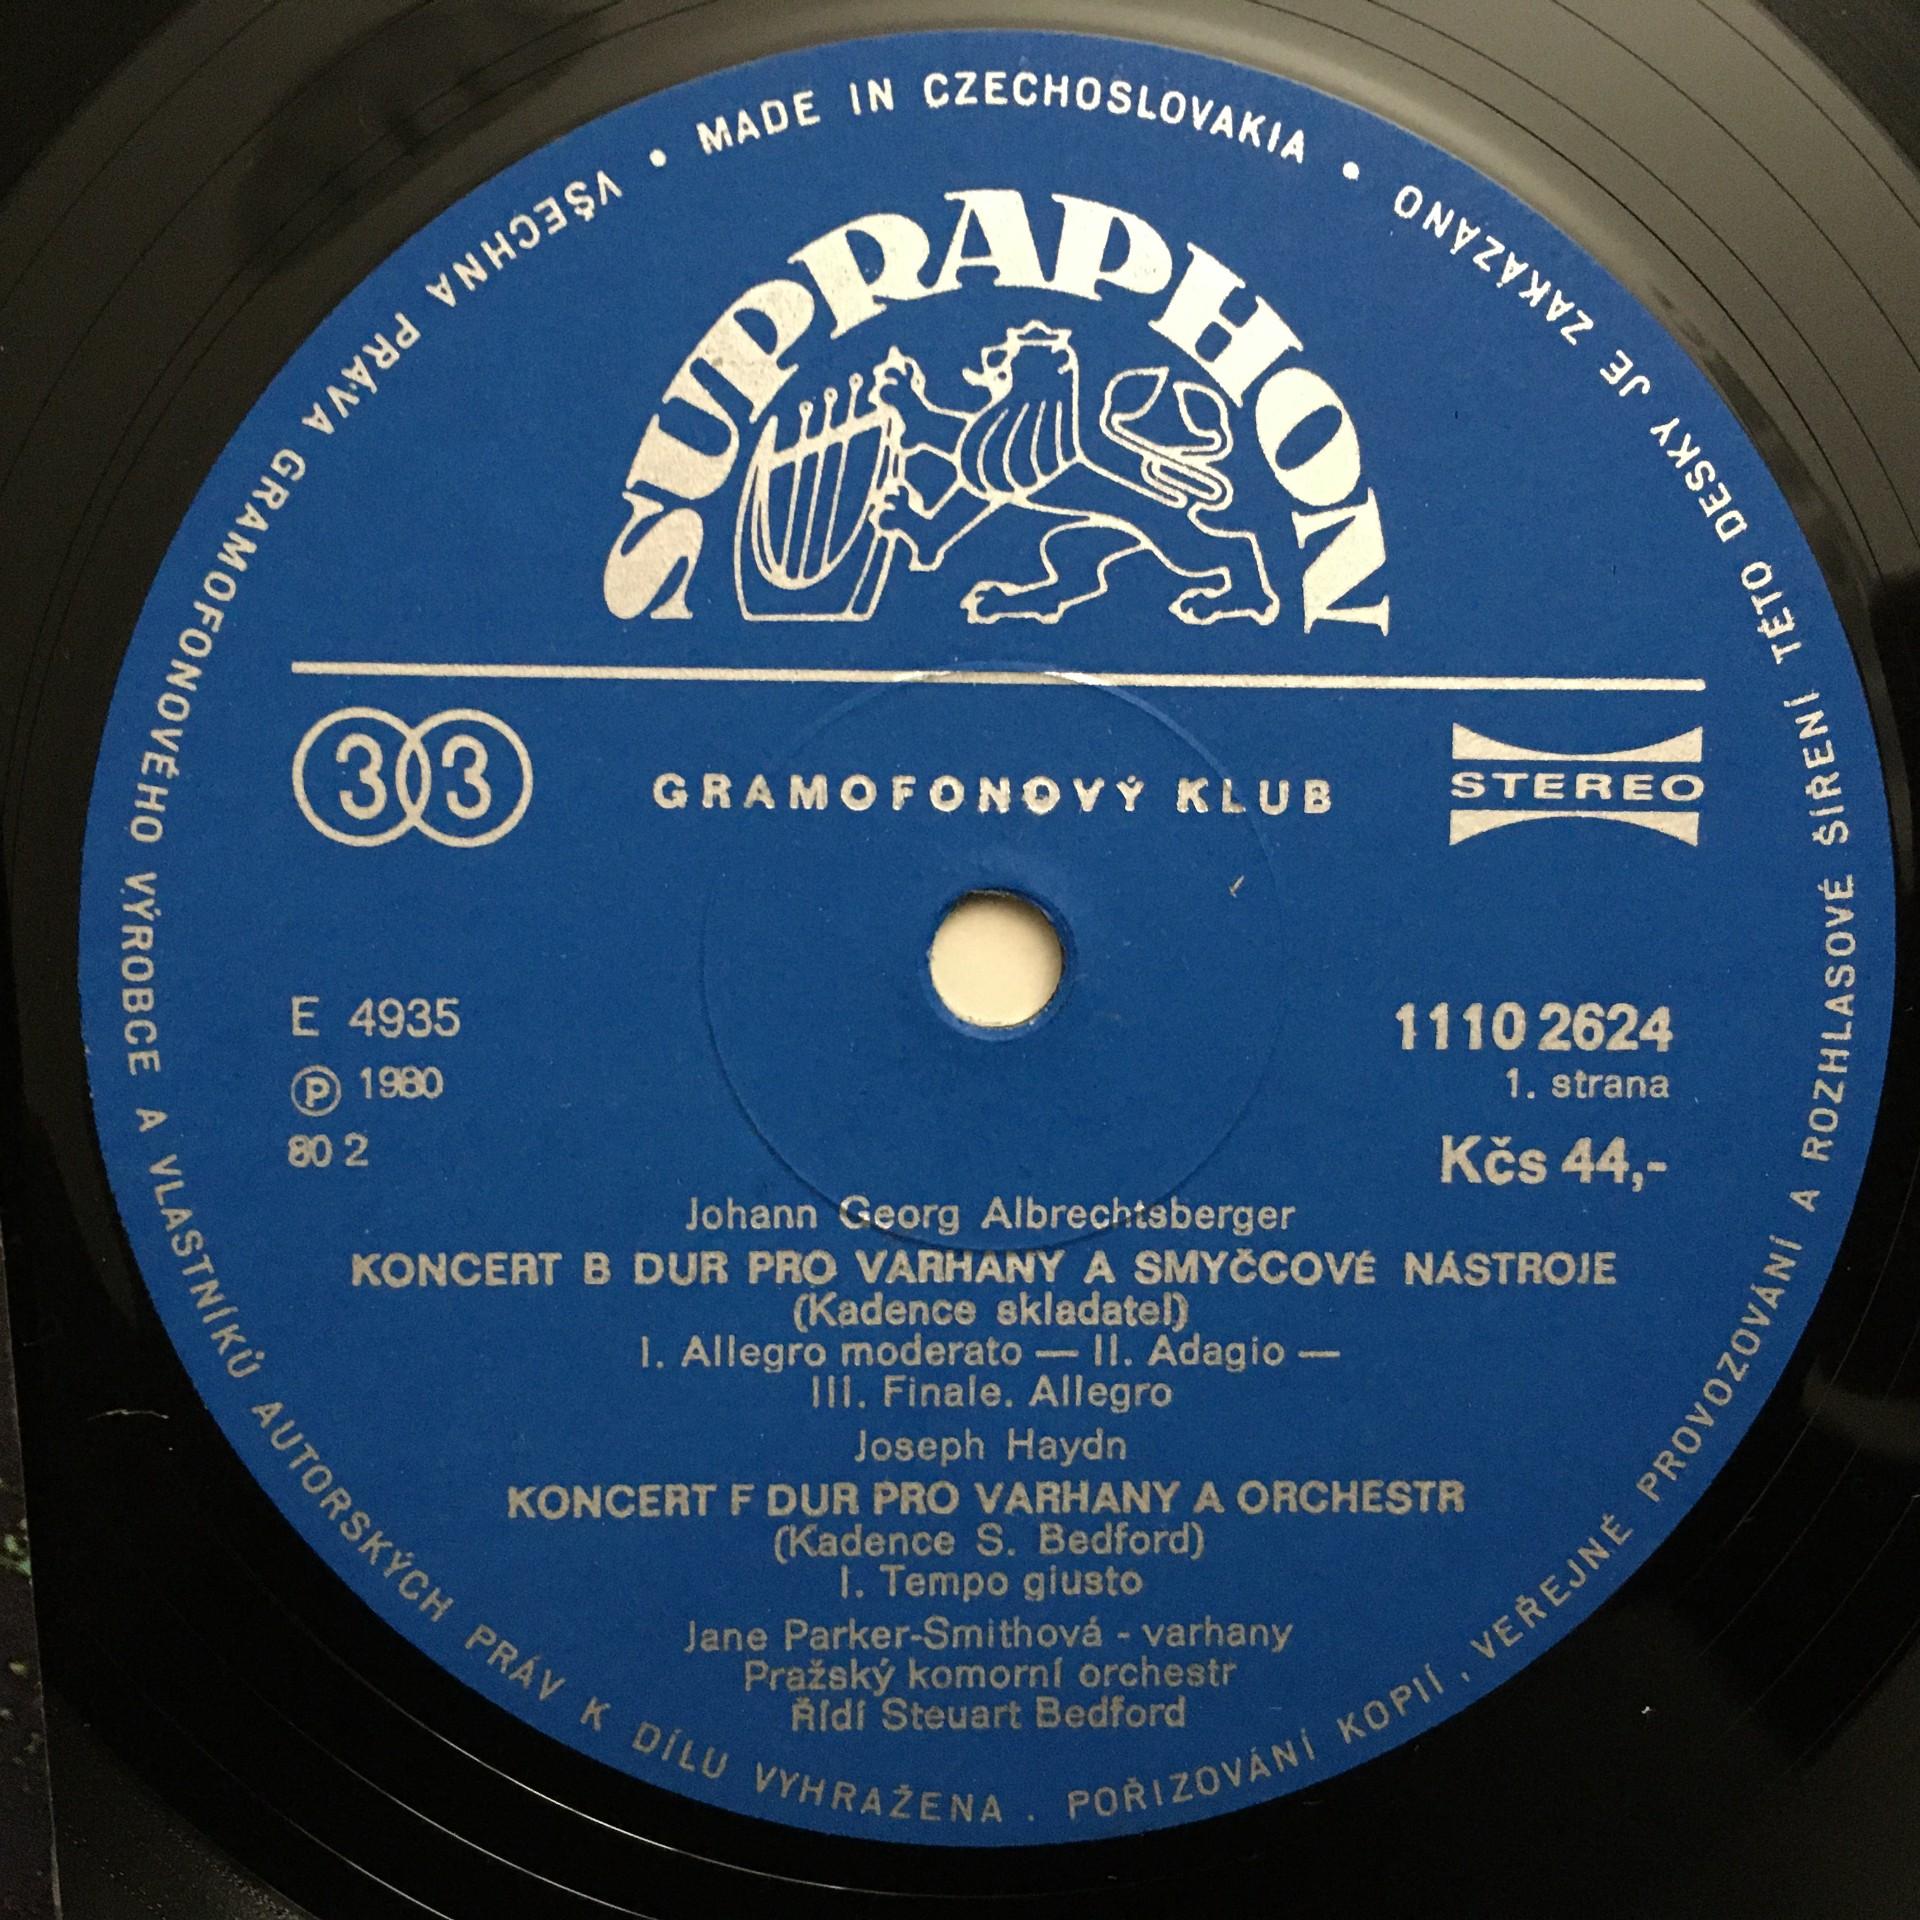 • MADE IN CZECHOSLOVAKIA •
SUPRAPHON
33
GRAMOFONOVÝ KLUB
STEREO
E 4935
Ⓟ 1980
80 2
1110 2624
1. strana
Kčs 44,-
Johann Georg Albrechtsberger
KONCERT B DUR PRO VARHANY A SMYČCOVÉ NÁSTROJE
(Kadence skladatel)
I. Allegro moderato — II. Adagio —
III. Finale. Allegro
Joseph Haydn
KONCERT F DUR PRO VARHANY A ORCHESTR
(Kadence S. Bedford)
I. Tempo giusto
Jane Parker-Smithová - varhany
Pražský komorní orchestr
Řídí Steuart Bedford
VŠECHNA PRÁVA GRAMOFONOVÉHO VÝROBCE A VLASTNÍKŮ AUTORSKÝCH PRÁV K DÍLU VYHRAŽENA . POŘIZOVÁNÍ KOPIÍ , VEŘEJNÉ PROVOZOVÁNÍ A ROZHLASOVÉ ŠÍŘENÍ TÉTO DESKY JE ZAKÁZÁNO